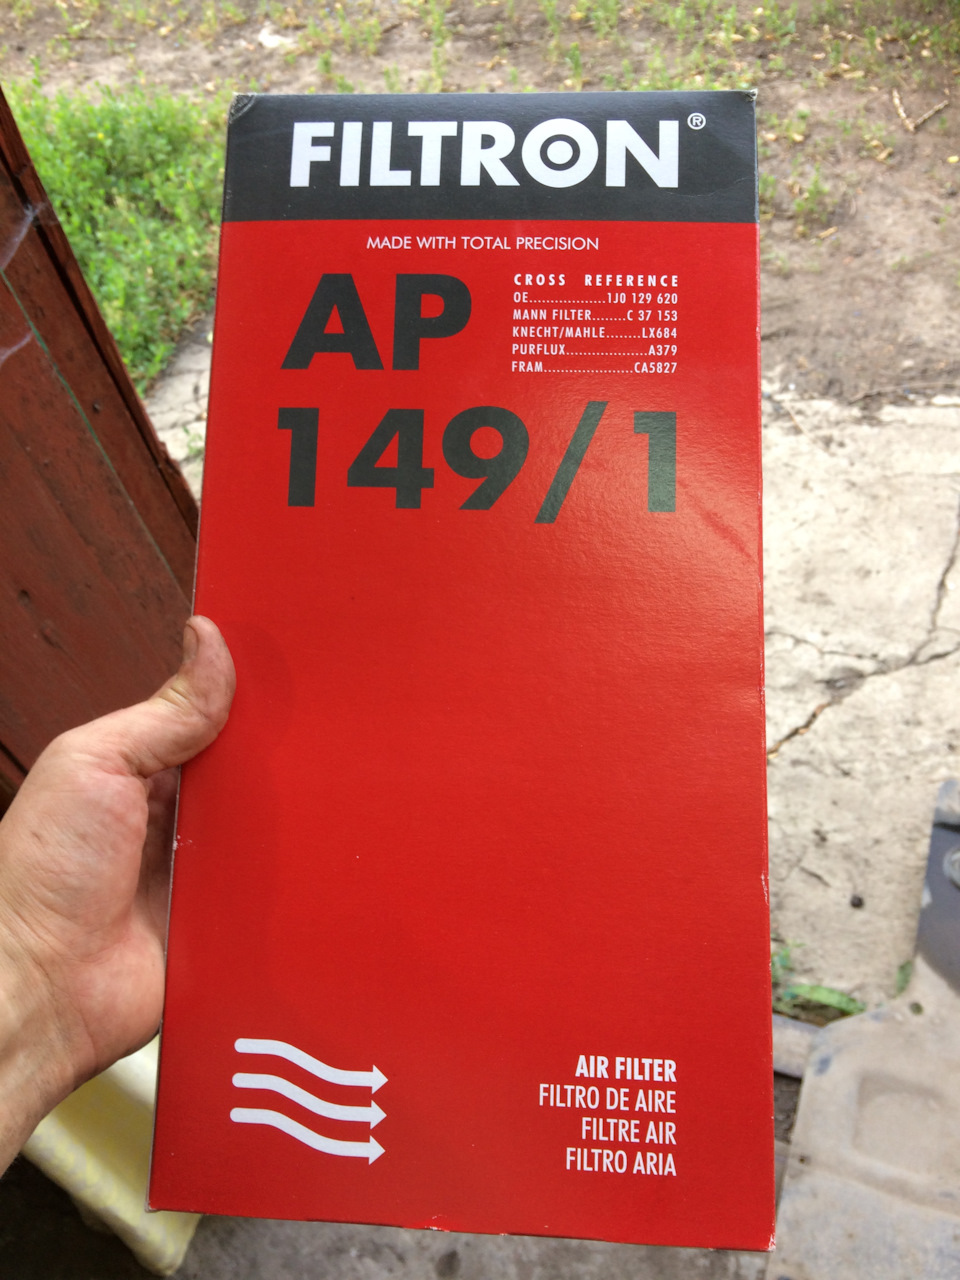 FILTRON®
MADE WITH TOTAL PRECISION
AP
149/1
CROSS REFERENCE
OE..................1J0 129 620
MANN FILTER........C 37 153
KNECHT/MAHLE........LX684
PURFLUX...................A379
FRAM.....................CA5827
AIR FILTER
FILTRO DE AIRE
FILTRE AIR
FILTRO ARIA